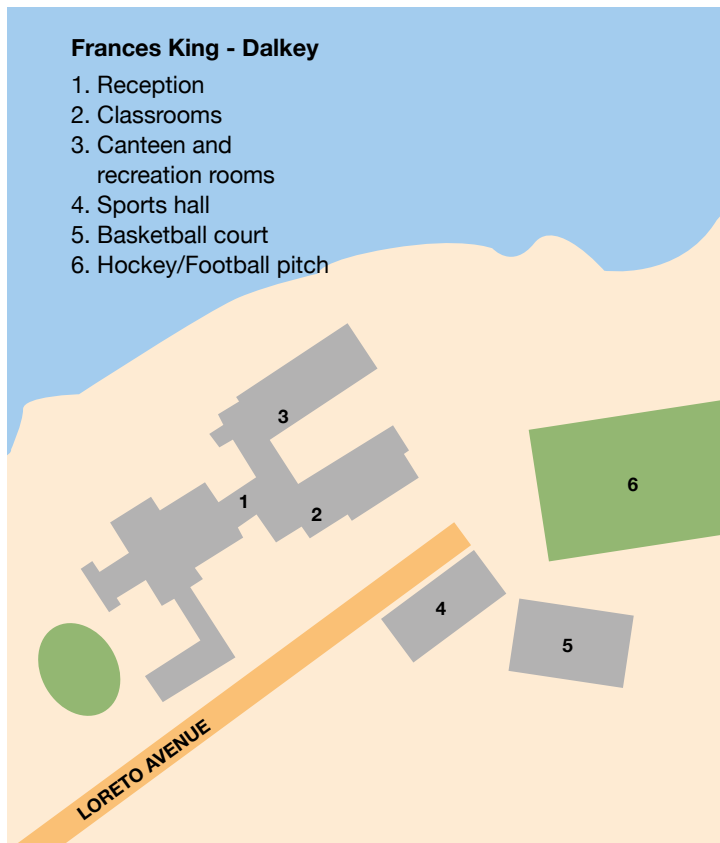 Frances King - Dalkey
1. Reception
2. Classrooms
3. Canteen and
recreation rooms
4. Sports hall
5. Basketball court
6. Hockey/Football pitch
3
1
2
6
4
5
LORETO AVENUE